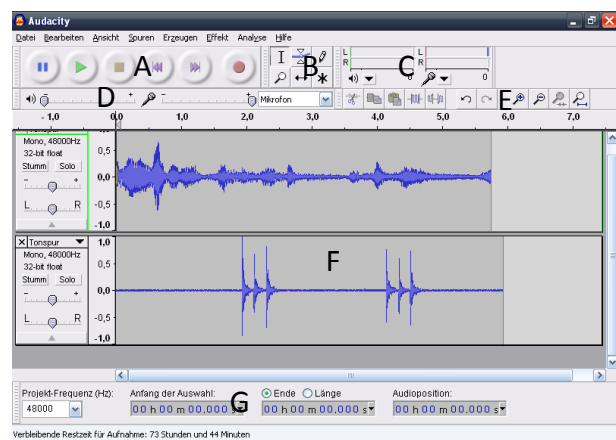 Audacity
Datei Bearbeiten Ansicht Spuren Erzeugen Effekt Analyse Hilfe
A B C
L
R
L
R
0 0
D E
- +
- +
Mikrofon
- 1,0 0,0 1,0 2,0 3,0 4,0 5,0 6,0 7,0
Tonspur
Mono, 48000Hz
32-bit float
Stumm Solo
- +
L R
0,5
0,0
-0,5
-1,0
X Tonspur
Mono, 48000Hz
32-bit float
Stumm Solo
- +
L R
1,0
0,5
0,0
-0,5
-1,0
F
Projekt-Frequenz (Hz): Anfang der Auswahl: Ende Länge Audioposition:
48000 00 h 00 m 00,000 s 00 h 00 m 00,000 s 00 h 00 m 00,000 s
G
Verbleibende Restzeit für Aufnahme: 73 Stunden und 44 Minuten